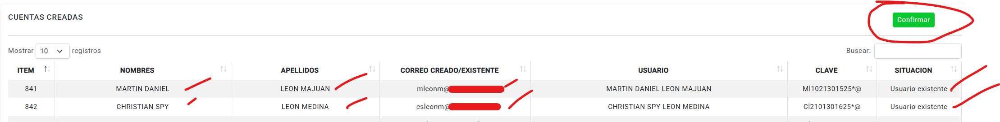 CUENTAS CREADAS
Confirmar
Mostrar 10 registros
Buscar:
ITEM NOMBRES APELLIDOS CORREO CREADO/EXISTENTE USUARIO CLAVE SITUACION
841 MARTIN DANIEL LEON MAJUAN mleonm@ MARTIN DANIEL LEON MAJUAN Ml1021301525*@ Usuario existente
842 CHRISTIAN SPY LEON MEDINA csleonm@ CHRISTIAN SPY LEON MEDINA Cl2101301625*@ Usuario existente